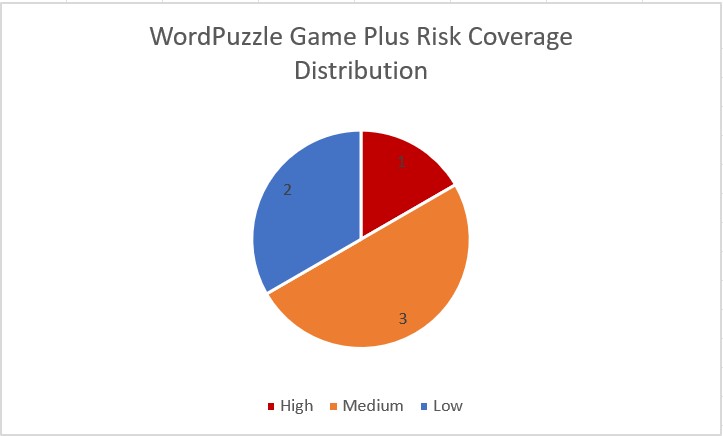 WordPuzzle Game Plus Risk Coverage
Distribution
1
2
3
High Medium Low